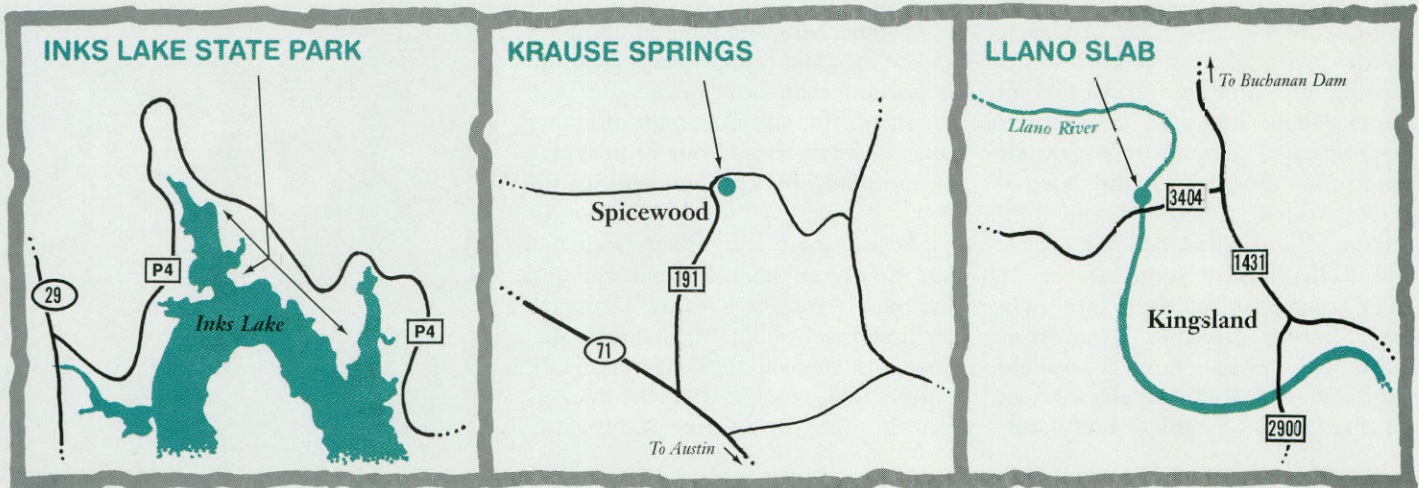 INKS LAKE STATE PARK
29
P4
Inks Lake
P4
KRAUSE SPRINGS
Spicewood
191
71
To Austin
LLANO SLAB
To Buchanan Dam
Llano River
3404
1431
Kingsland
2900